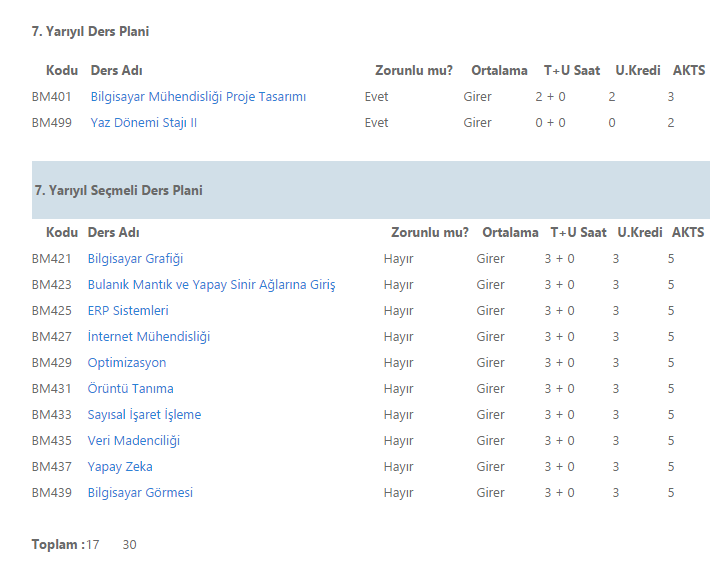 7. Yarıyıl Ders Plani
Kodu Ders Adı Zorunlu mu? Ortalama T+U Saat U.Kredi AKTS
BM401 Bilgisayar Mühendisliği Proje Tasarımı Evet Girer 2 + 0 2 3
BM499 Yaz Dönemi Stajı II Evet Girer 0 + 0 0 2
7. Yarıyıl Seçmeli Ders Plani
Kodu Ders Adı Zorunlu mu? Ortalama T+U Saat U.Kredi AKTS
BM421 Bilgisayar Grafiği Hayır Girer 3 + 0 3 5
BM423 Bulanık Mantık ve Yapay Sinir Ağlarına Giriş Hayır Girer 3 + 0 3 5
BM425 ERP Sistemleri Hayır Girer 3 + 0 3 5
BM427 İnternet Mühendisliği Hayır Girer 3 + 0 3 5
BM429 Optimizasyon Hayır Girer 3 + 0 3 5
BM431 Örüntü Tanıma Hayır Girer 3 + 0 3 5
BM433 Sayısal İşaret İşleme Hayır Girer 3 + 0 3 5
BM435 Veri Madenciliği Hayır Girer 3 + 0 3 5
BM437 Yapay Zeka Hayır Girer 3 + 0 3 5
BM439 Bilgisayar Görmesi Hayır Girer 3 + 0 3 5
Toplam :17 30